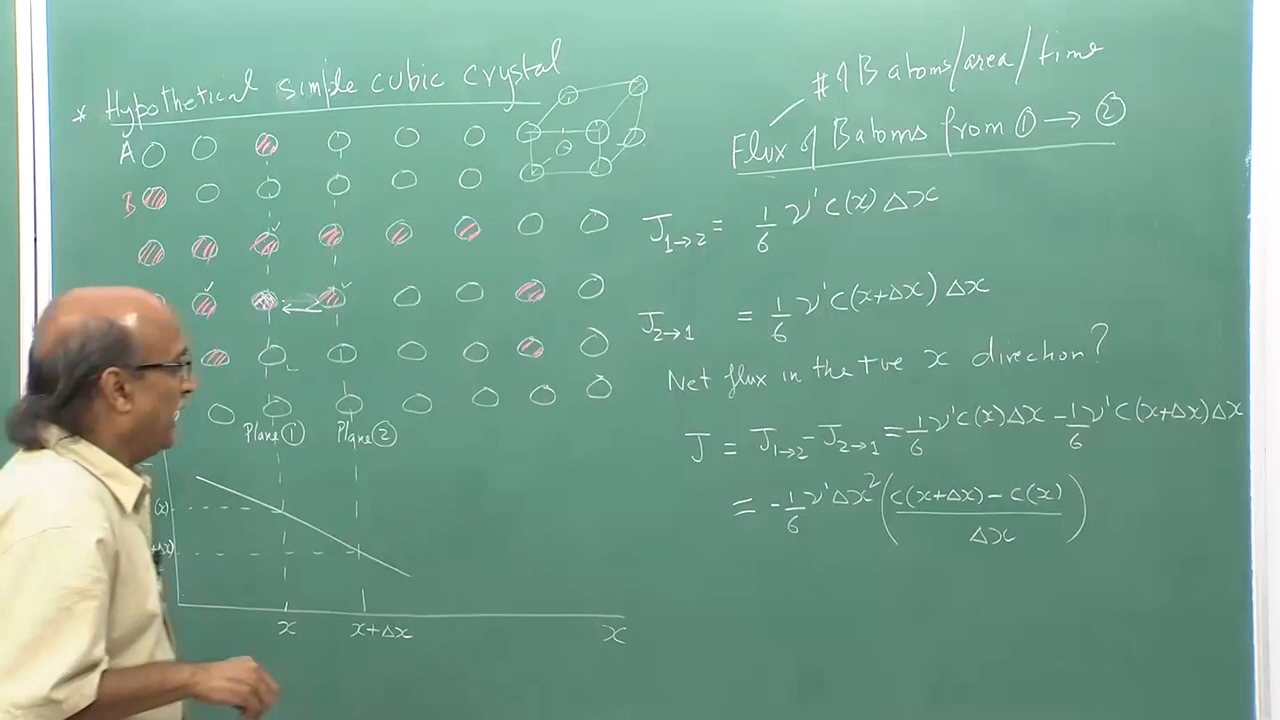 * Hypothetical simple cubic crystal
A
B
Plane ①
Plane ②
(x)
x)
x
x+Δx
x
# of B atoms/area/time
Flux of B atoms from ① → ②
J₁→₂ = 1/6 ν' c(x) Δx
J₂→₁ = 1/6 ν' c(x+Δx) Δx
Net flux in the +ve x direction?
J = J₁→₂ - J₂→₁ = 1/6 ν' c(x) Δx - 1/6 ν' c(x+Δx) Δx
= -1/6 ν' Δx² ( c(x+Δx) - c(x) / Δx )